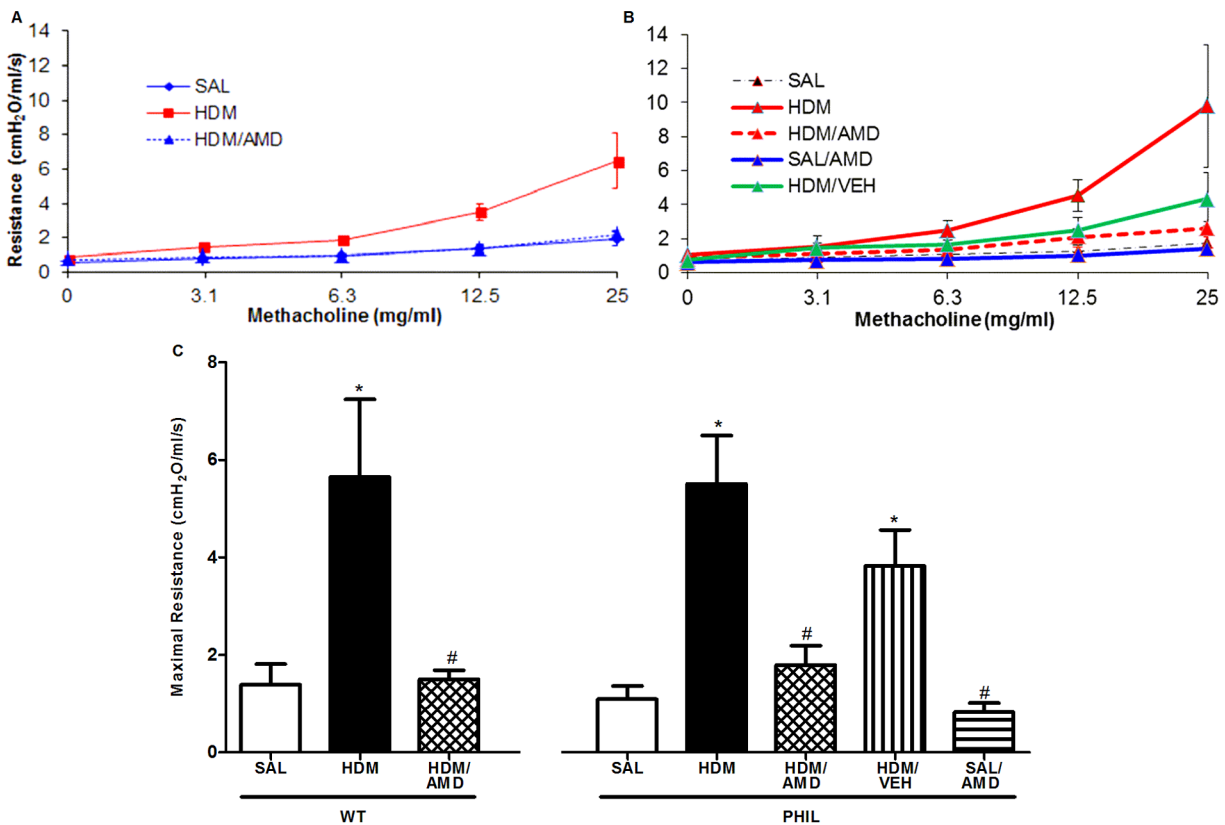 A
Resistance (cmH2O/ml/s)
14
12
10
8
6
4
2
0
SAL
HDM
HDM/AMD
0 3.1 6.3 12.5 25
Methacholine (mg/ml)
B
14
12
10
8
6
4
2
0
SAL
HDM
HDM/AMD
SAL/AMD
HDM/VEH
0 3.1 6.3 12.5 25
Methacholine (mg/ml)
C
Maximal Resistance (cmH2O/ml/s)
8
6
4
2
0
*
#
*
#
*
#
SAL HDM HDM/
AMD
SAL HDM HDM/ HDM/ SAL/
AMD VEH AMD
WT PHIL